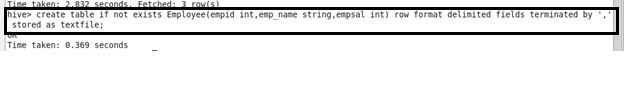 Time taken: 2.832 seconds, Fetched: 3 row(s)
hive> create table if not exists Employee(empid int,emp_name string,empsal int) row format delimited fields terminated by ','
stored as textfile;
OK
Time taken: 0.369 seconds